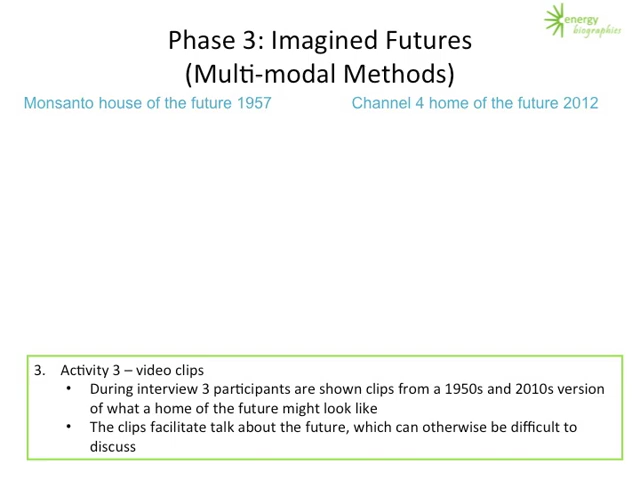 energy
biographies
Phase 3: Imagined Futures
(Multi-modal Methods)
Monsanto house of the future 1957
Channel 4 home of the future 2012
3. Activity 3 – video clips
• During interview 3 participants are shown clips from a 1950s and 2010s version
of what a home of the future might look like
• The clips facilitate talk about the future, which can otherwise be difficult to
discuss